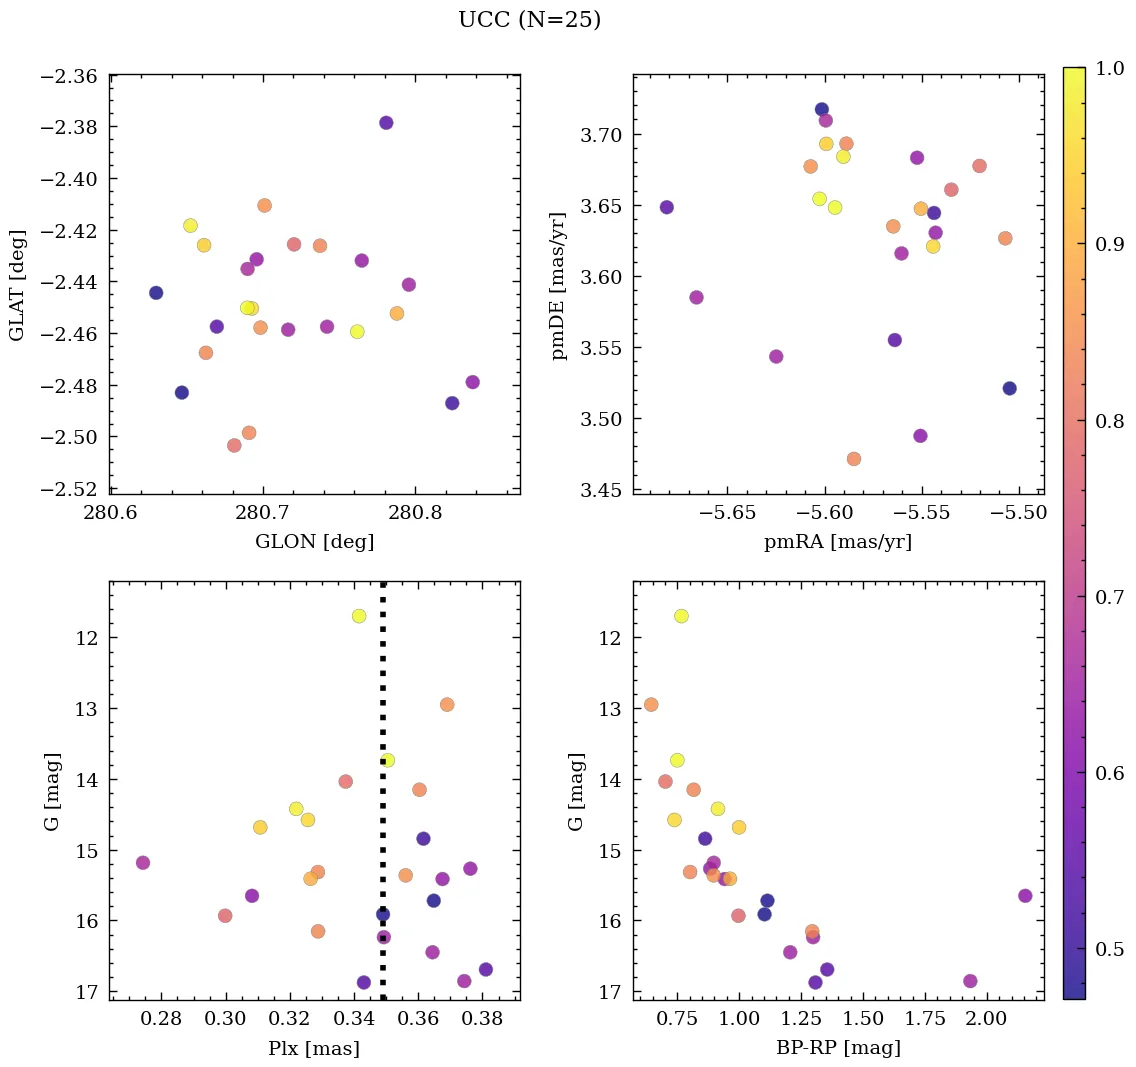 UCC (N=25)
−2.36
−2.38
−2.40
−2.42
−2.44
−2.46
−2.48
−2.50
−2.52
GLAT [deg]
280.6 280.7 280.8
GLON [deg]
3.70
3.65
3.60
3.55
3.50
3.45
pmDE [mas/yr]
−5.65 −5.60 −5.55 −5.50
pmRA [mas/yr]
1.0
0.9
0.8
0.7
0.6
0.5
12
13
14
15
16
17
G [mag]
0.28 0.30 0.32 0.34 0.36 0.38
Plx [mas]
12
13
14
15
16
17
G [mag]
0.75 1.00 1.25 1.50 1.75 2.00
BP-RP [mag]